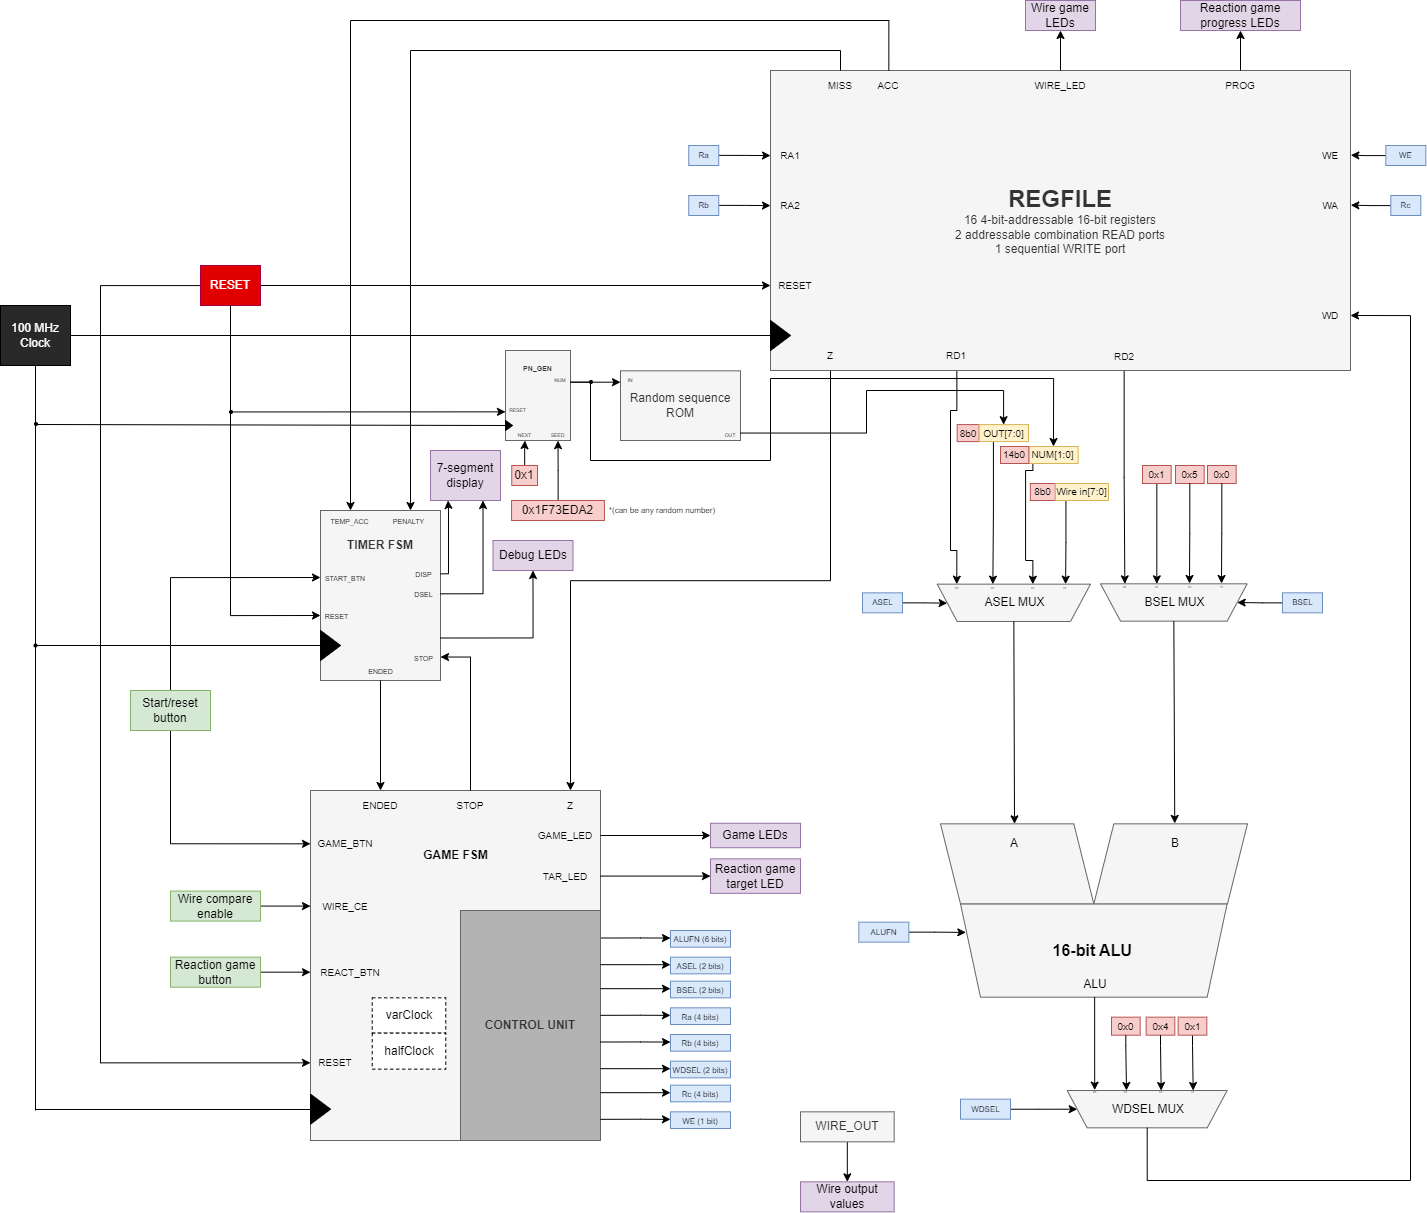 Wire game
LEDs
Reaction game
progress LEDs
MISS
ACC
WIRE_LED
PROG
Ra
RA1
WE
WE
Rb
RA2
WA
Rc
REGFILE
16 4-bit-addressable 16-bit registers
2 addressable combination READ ports
1 sequential WRITE port
RESET
RESET
100 MHz
Clock
WD
Z
RD1
RD2
PN_GEN
NUM
RESET
NEXT
SEED
IN
Random sequence
ROM
OUT
8b0
OUT[7:0]
14b0
NUM[1:0]
8b0
Wire in[7:0]
0x1
0x5
0x0
7-segment
display
0x1
0x1F73EDA2
*(can be any random number)
TEMP_ACC
PENALTY
TIMER FSM
Debug LEDs
START_BTN
DISP
DSEL
RESET
STOP
ENDED
ASEL
ASEL MUX
BSEL MUX
BSEL
Start/reset
button
ENDED
STOP
Z
GAME_BTN
GAME FSM
GAME_LED
Game LEDs
TAR_LED
Reaction game
target LED
Wire compare
enable
WIRE_CE
Reaction game
button
REACT_BTN
varClock
halfClock
RESET
CONTROL UNIT
ALUFN (6 bits)
ASEL (2 bits)
BSEL (2 bits)
Ra (4 bits)
Rb (4 bits)
WDSEL (2 bits)
Rc (4 bits)
WE (1 bit)
A
B
ALUFN
16-bit ALU
ALU
0x0
0x4
0x1
WDSEL
WDSEL MUX
WIRE_OUT
Wire output
values